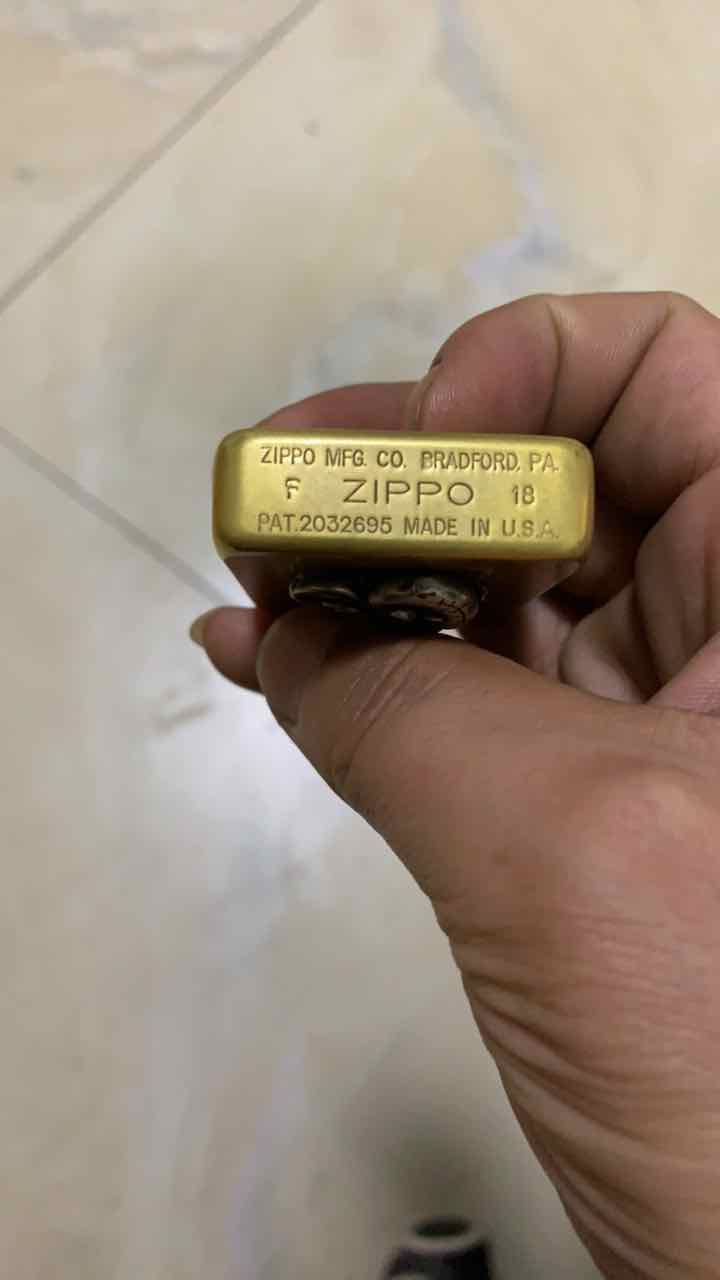 ZIPPO MFG. CO. BRADFORD, PA.
F ZIPPO 18
PAT.2032695 MADE IN U.S.A.